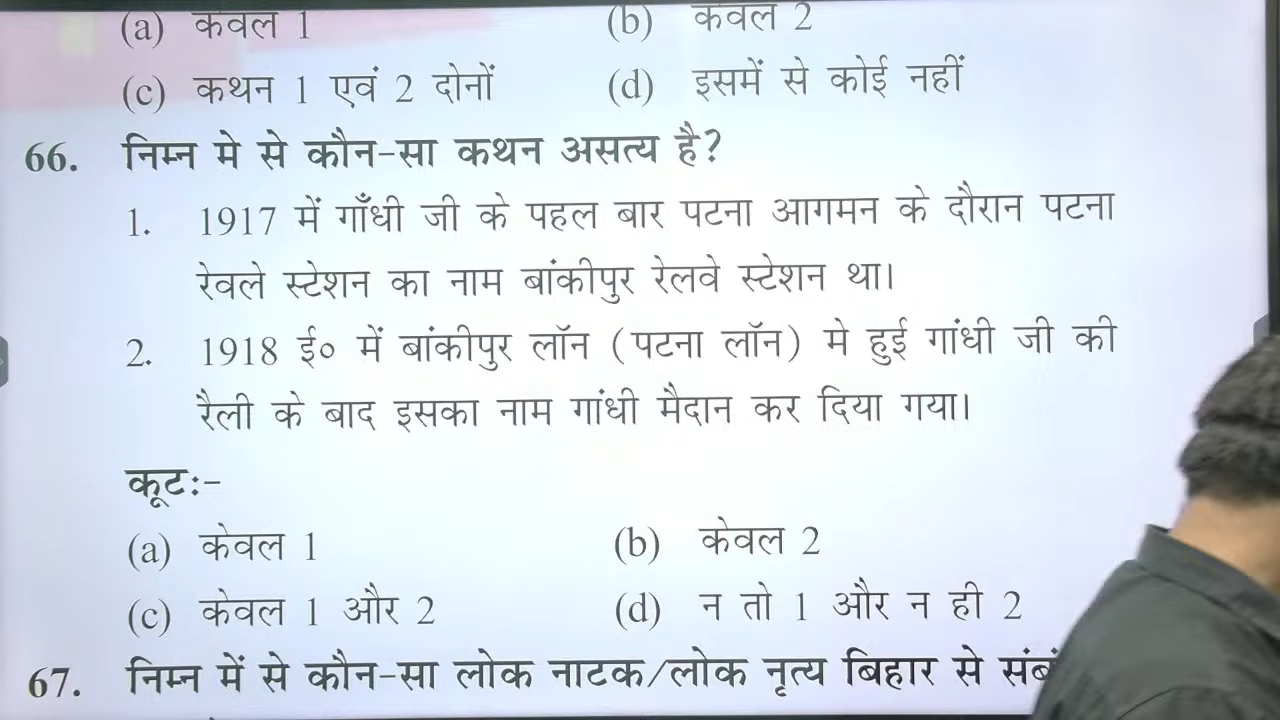 (a) केवल 1 (b) केवल 2
(c) कथन 1 एवं 2 दोनों (d) इसमें से कोई नहीं
66. निम्न मे से कौन-सा कथन असत्य है?
1. 1917 में गाँधी जी के पहल बार पटना आगमन के दौरान पटना
रेवले स्टेशन का नाम बांकीपुर रेलवे स्टेशन था।
2. 1918 ई० में बांकीपुर लॉन (पटना लॉन) मे हुई गांधी जी की
रैली के बाद इसका नाम गांधी मैदान कर दिया गया।
कूटः-
(a) केवल 1 (b) केवल 2
(c) केवल 1 और 2 (d) न तो 1 और न ही 2
67. निम्न में से कौन-सा लोक नाटक/लोक नृत्य बिहार से